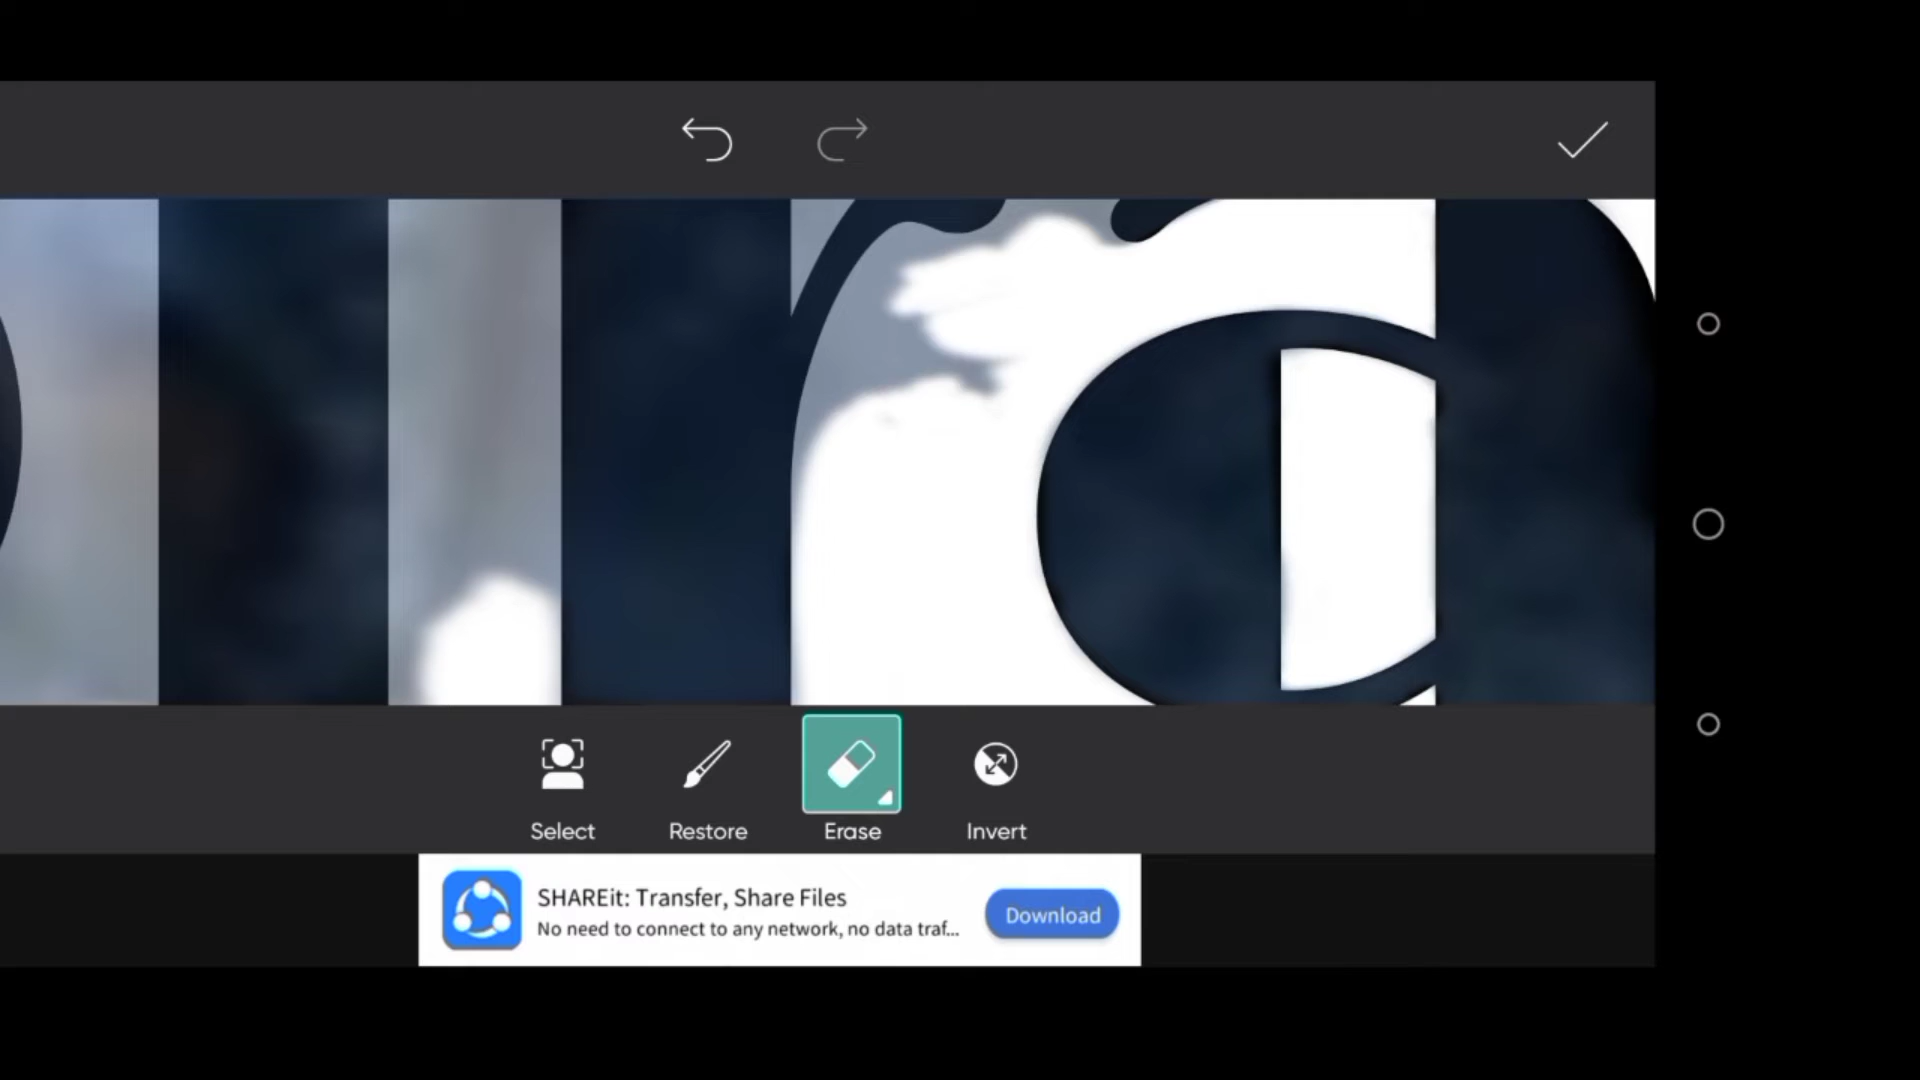 a
Select
Restore
Erase
Invert
SHAREit: Transfer, Share Files
No need to connect to any network, no data traf...
Download